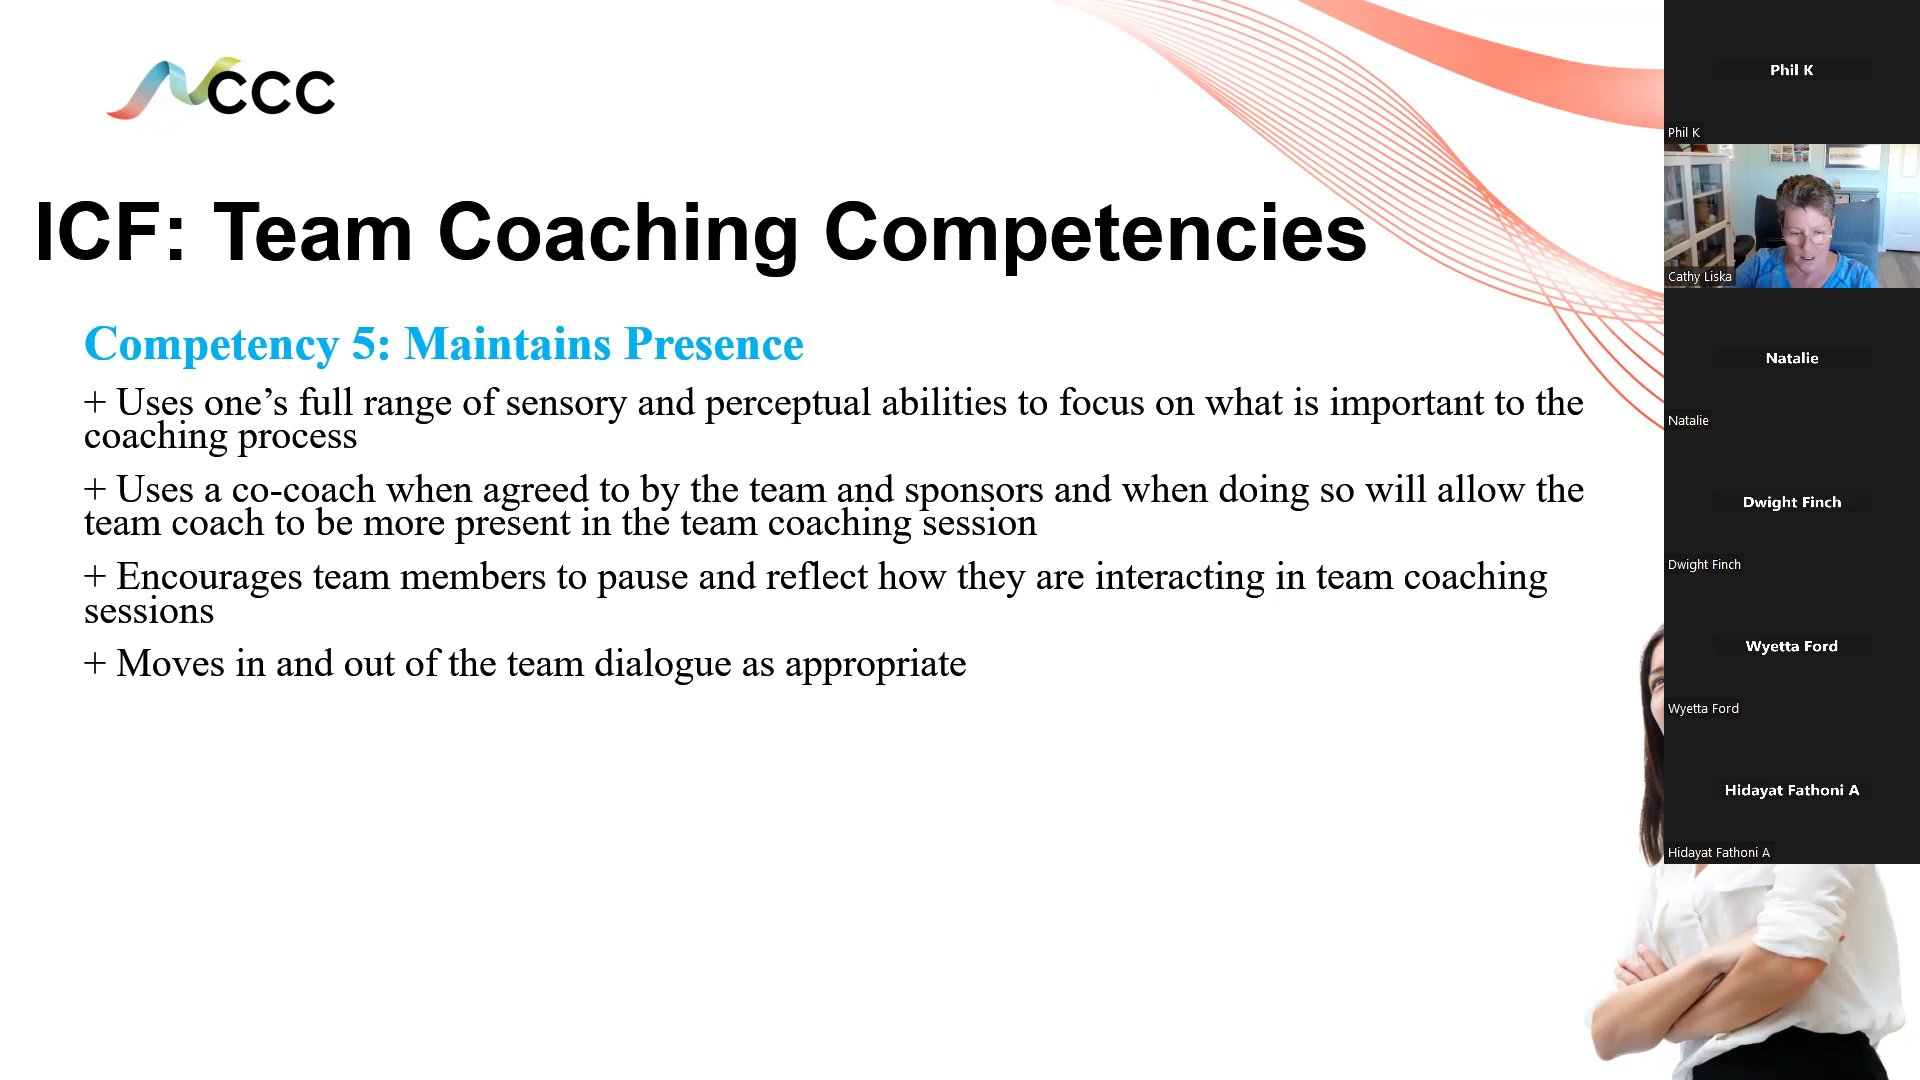 CCC
ICF: Team Coaching Competencies
Competency 5: Maintains Presence
+ Uses one’s full range of sensory and perceptual abilities to focus on what is important to the
coaching process
+ Uses a co-coach when agreed to by the team and sponsors and when doing so will allow the
team coach to be more present in the team coaching session
+ Encourages team members to pause and reflect how they are interacting in team coaching
sessions
+ Moves in and out of the team dialogue as appropriate
Phil K
Phil K
Cathy Liska
Natalie
Natalie
Dwight Finch
Dwight Finch
Wyetta Ford
Wyetta Ford
Hidayat Fathoni A
Hidayat Fathoni A